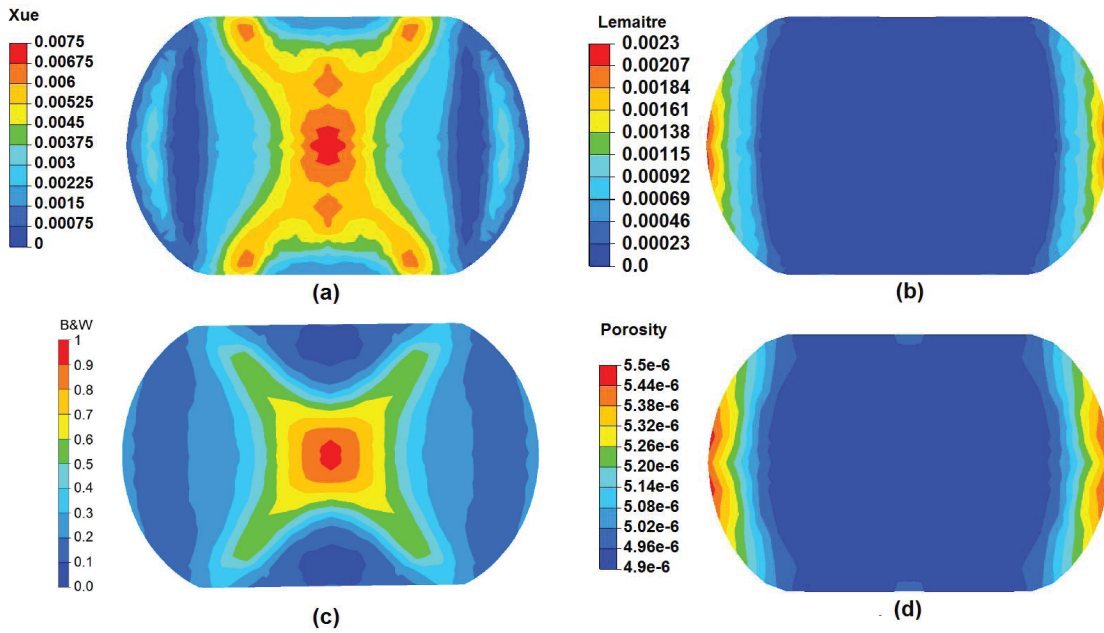 Xue
0.0075
0.00675
0.006
0.00525
0.0045
0.00375
0.003
0.00225
0.0015
0.00075
0
(a)
Lemaitre
0.0023
0.00207
0.00184
0.00161
0.00138
0.00115
0.00092
0.00069
0.00046
0.00023
0.0
(b)
B&W
1
0.9
0.8
0.7
0.6
0.5
0.4
0.3
0.2
0.1
0.0
(c)
Porosity
5.5e-6
5.44e-6
5.38e-6
5.32e-6
5.26e-6
5.20e-6
5.14e-6
5.08e-6
5.02e-6
4.96e-6
4.9e-6
(d)